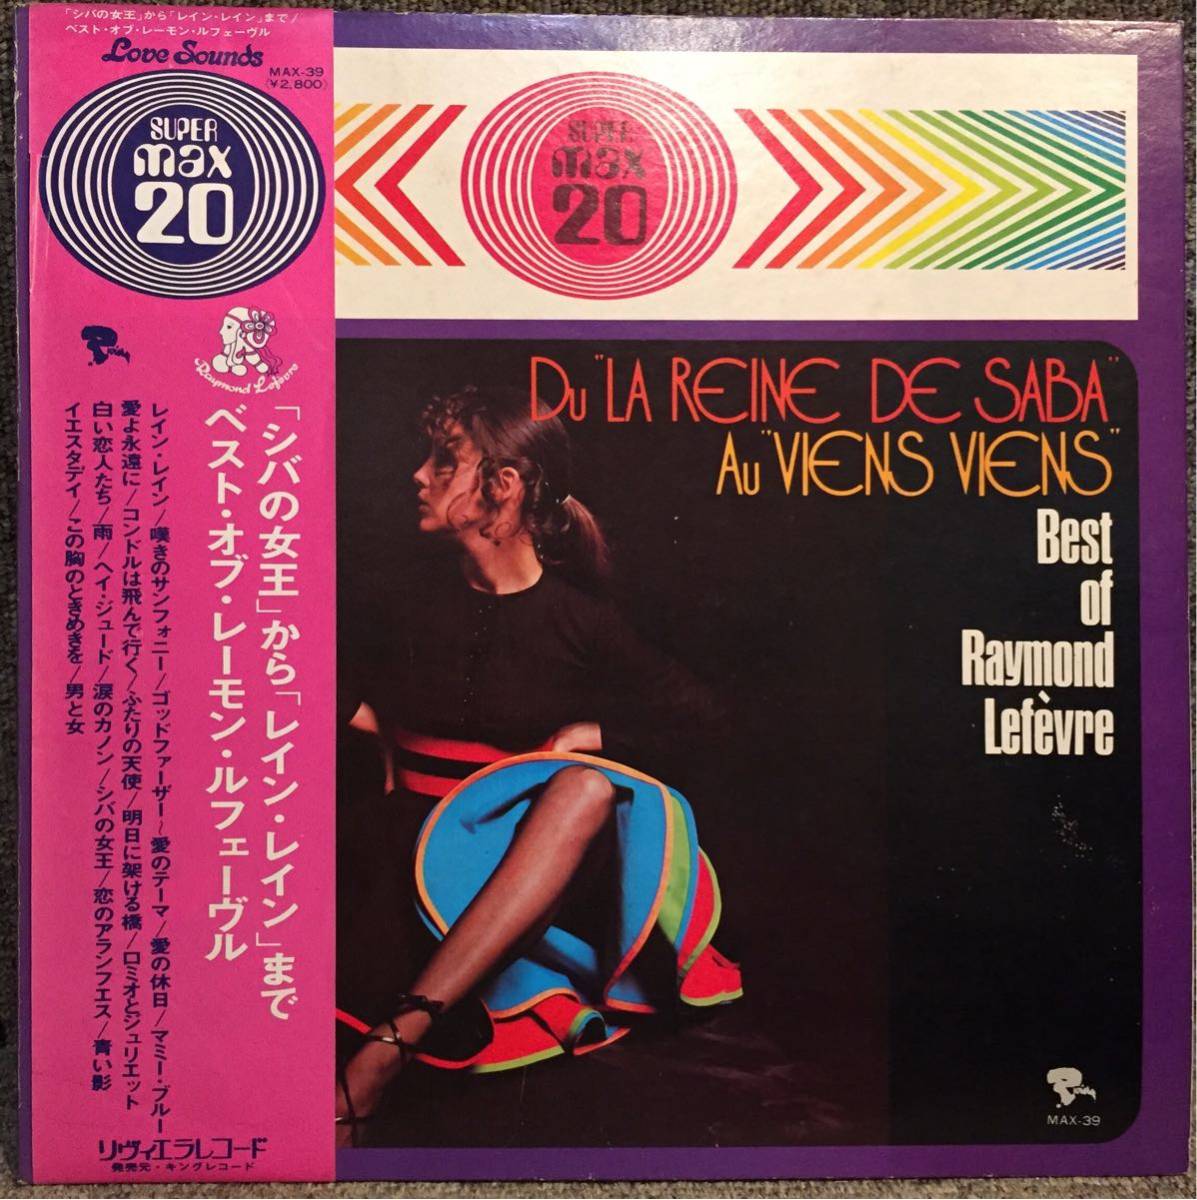 「シバの女王」から「レイン・レイン」まで/
ベスト・オブ・レーモン・ルフェーヴル
Love Sounds
MAX-39
(¥2,800)
SUPER
max
20
Raymond Lefèvre
「シバの女王」から「レイン・レイン」まで
ベスト・オブ・レーモン・ルフェーヴル
レイン・レイン/嘆きのサンフォニー/ゴッドファーザー~愛のテーマ/愛の休日/マミー・ブルー
愛よ永遠に/コンドルは飛んで行く/ふたりの天使/明日に架ける橋/ロミオとジュリエット
白い恋人たち/雨/ヘイ・ジュード/涙のカノン/シバの女王/恋のアランフエス/青い影
イエスタデイ/この胸のときめきを/男と女
リヴィエラレコード
発売元・キングレコード
SUPER
max
20
Du "LA REINE DE SABA"
Au "VIENS VIENS"
Best
of
Raymond
Lefèvre
Riviera
MAX-39